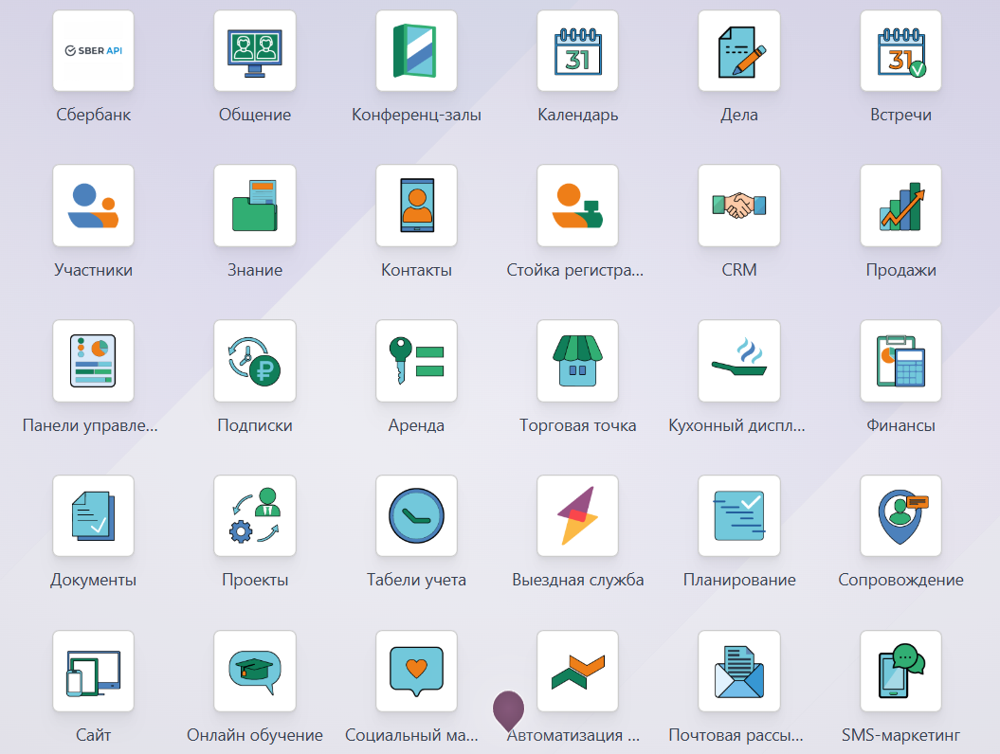 SBER API
Сбербанк
Общение
Конференц-залы
31
Календарь
Дела
31
Встречи
Участники
Знание
Контакты
Стойка регистра...
CRM
Продажи
Панели управле...
₽
Подписки
Аренда
Торговая точка
Кухонный диспл...
Финансы
Документы
Проекты
Табели учета
Выездная служба
Планирование
Сопровождение
Сайт
Онлайн обучение
Социальный ма...
Автоматизация ...
Почтовая рассы...
SMS-маркетинг